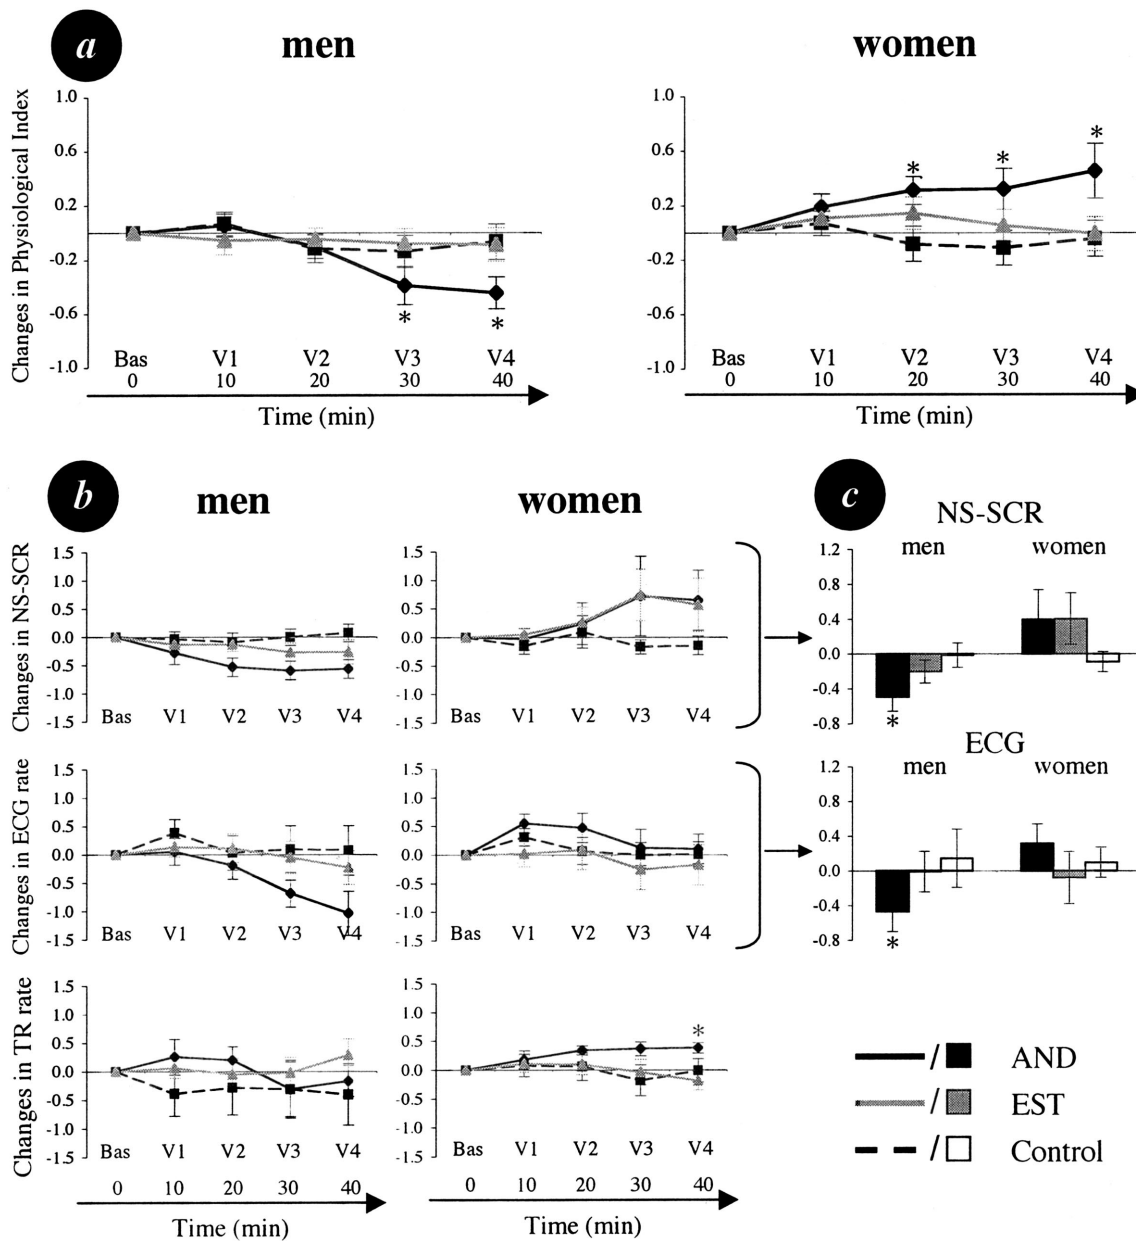 a men women
Changes in Physiological Index
1.0
0.6
0.2
-0.2
-0.6
-1.0
* *
Bas V1 V2 V3 V4
0 10 20 30 40
Time (min)
1.0
0.6
0.2
-0.2
-0.6
-1.0
* * *
Bas V1 V2 V3 V4
0 10 20 30 40
Time (min)
b men women
Changes in NS-SCR
1.5
1.0
0.5
0.0
-0.5
-1.0
-1.5
Bas V1 V2 V3 V4
1.5
1.0
0.5
0.0
-0.5
-1.0
-1.5
Bas V1 V2 V3 V4
Changes in ECG rate
1.5
1.0
0.5
0.0
-0.5
-1.0
-1.5
Bas V1 V2 V3 V4
1.5
1.0
0.5
0.0
-0.5
-1.0
-1.5
Bas V1 V2 V3 V4
Changes in TR rate
1.5
1.0
0.5
0.0
-0.5
-1.0
-1.5
Bas V1 V2 V3 V4
0 10 20 30 40
Time (min)
1.5
1.0
0.5
0.0
-0.5
-1.0
-1.5
*
Bas V1 V2 V3 V4
0 10 20 30 40
Time (min)
c
NS-SCR
men women
1.2
0.8
0.4
0.0
-0.4
-0.8
*
ECG
men women
1.2
0.8
0.4
0.0
-0.4
-0.8
*
/ AND
/ EST
/ Control